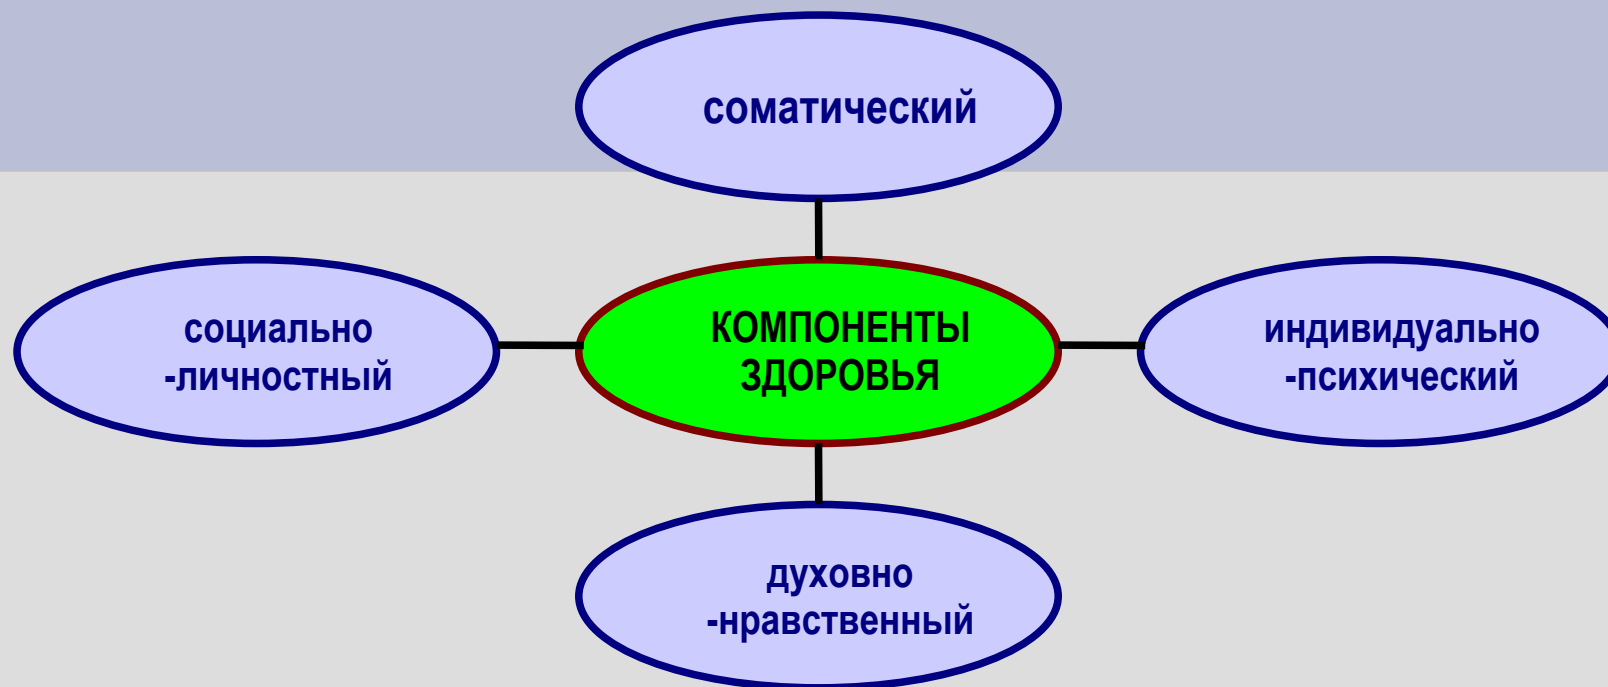 соматический
социально
-личностный
КОМПОНЕНТЫ
ЗДОРОВЬЯ
индивидуально
-психический
духовно
-нравственный